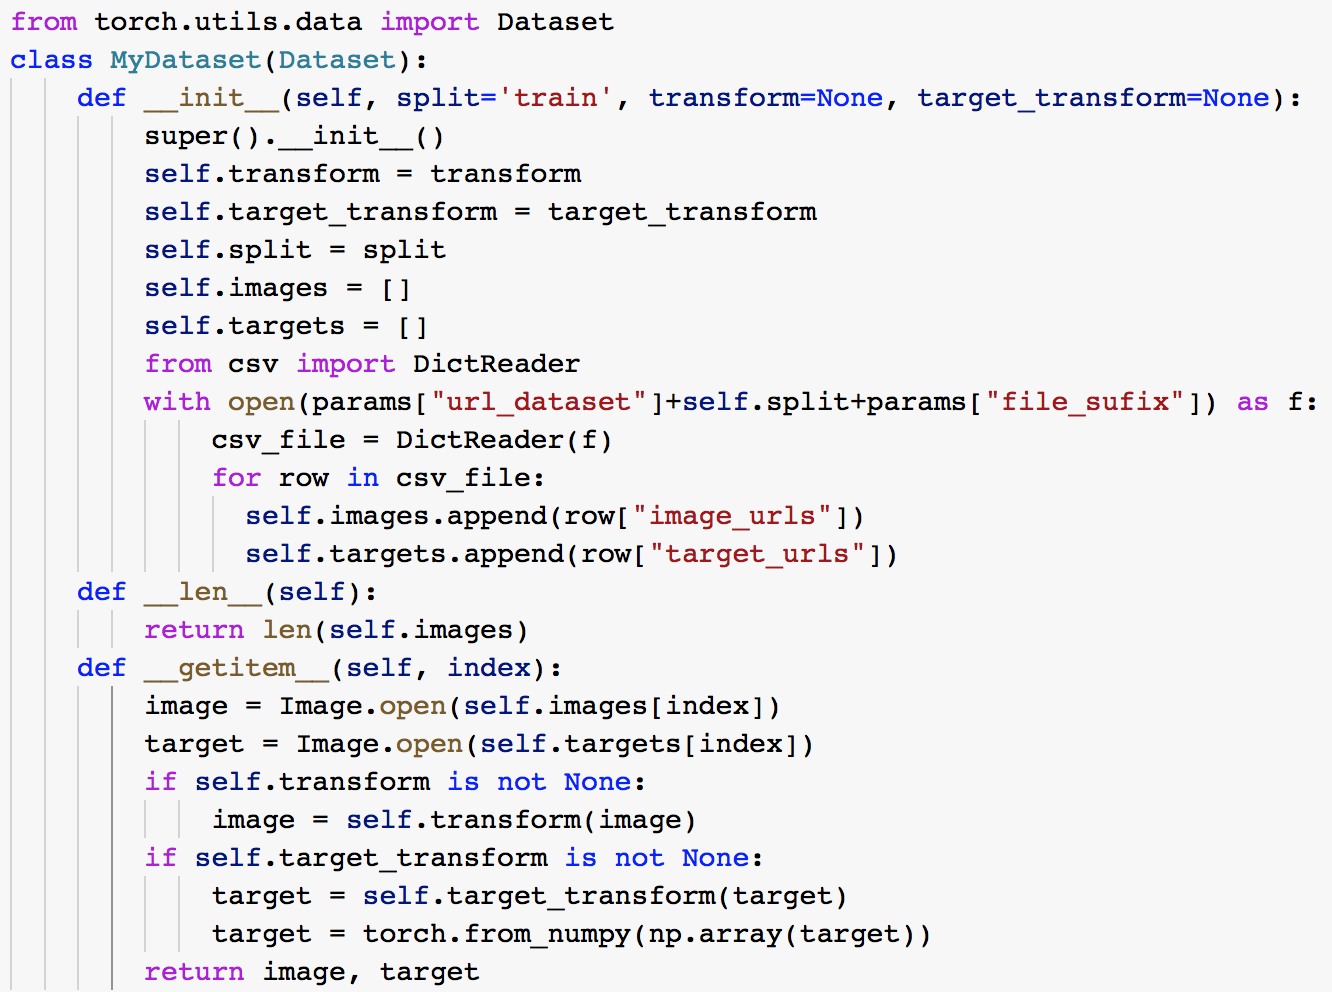 from torch.utils.data import Dataset
class MyDataset(Dataset):
    def __init__(self, split='train', transform=None, target_transform=None):
        super().__init__()
        self.transform = transform
        self.target_transform = target_transform
        self.split = split
        self.images = []
        self.targets = []
        from csv import DictReader
        with open(params["url_dataset"]+self.split+params["file_sufix"]) as f:
            csv_file = DictReader(f)
            for row in csv_file:
              self.images.append(row["image_urls"])
              self.targets.append(row["target_urls"])
    def __len__(self):
        return len(self.images)
    def __getitem__(self, index):
        image = Image.open(self.images[index])
        target = Image.open(self.targets[index])
        if self.transform is not None:
            image = self.transform(image)
        if self.target_transform is not None:
            target = self.target_transform(target)
            target = torch.from_numpy(np.array(target))
        return image, target